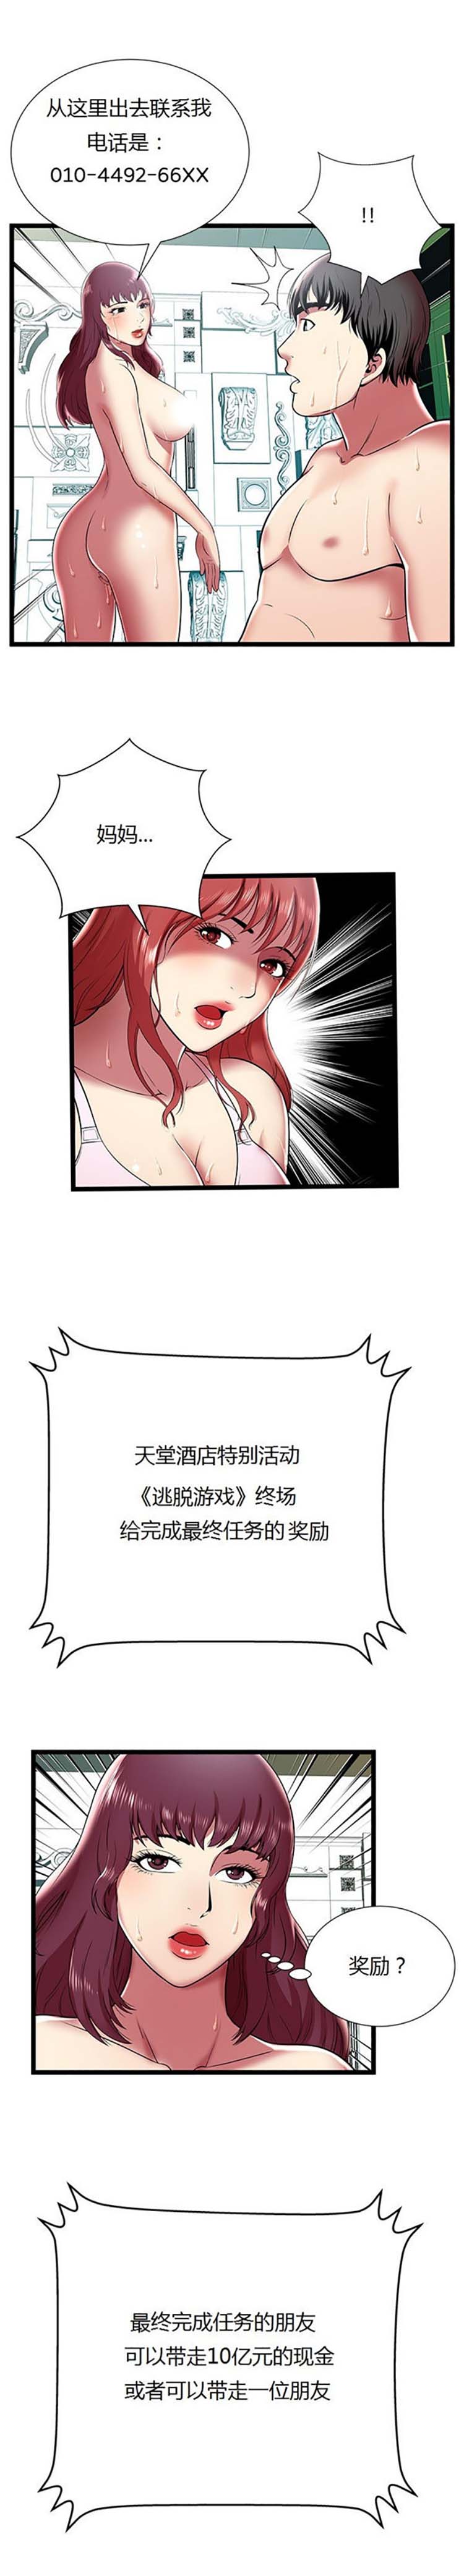 从这里出去联系我
电话是：
010-4492-66XX
!!
妈妈...
天堂酒店特别活动
《逃脱游戏》终场
给完成最终任务的 奖励
奖励？
最终完成任务的朋友
可以带走10亿元的现金
或者可以带走一位朋友